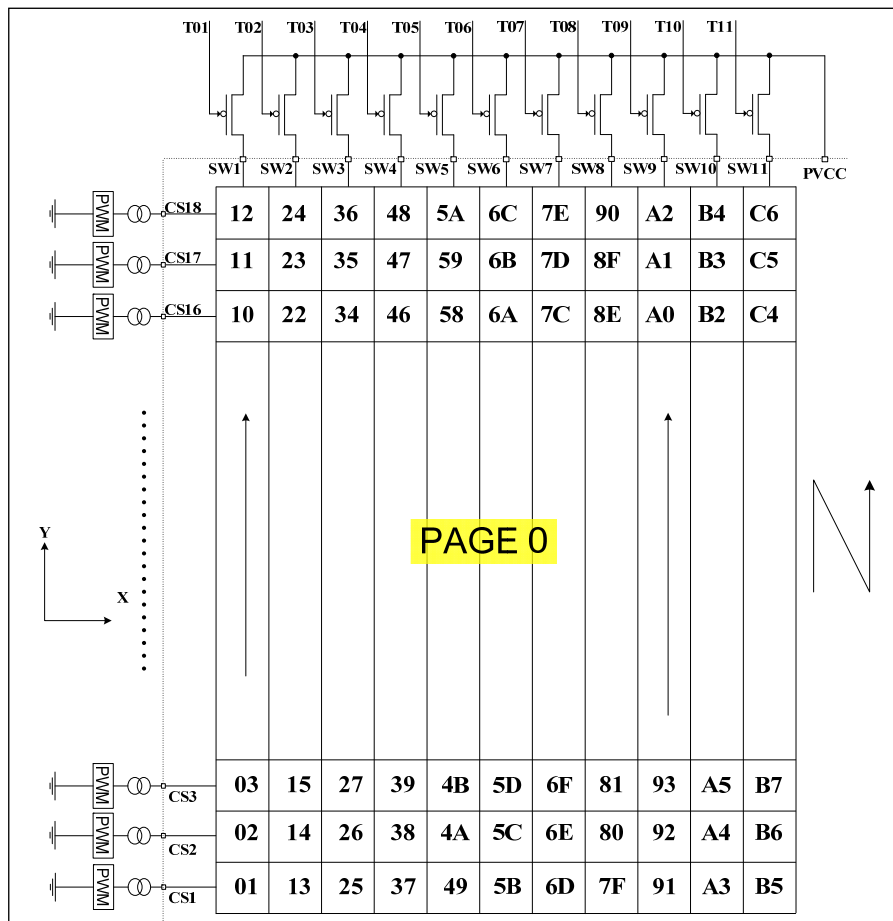 T01 T02 T03 T04 T05 T06 T07 T08 T09 T10 T11
SW1 SW2 SW3 SW4 SW5 SW6 SW7 SW8 SW9 SW10 SW11 PVCC
PWM CS18 12 24 36 48 5A 6C 7E 90 A2 B4 C6
PWM CS17 11 23 35 47 59 6B 7D 8F A1 B3 C5
PWM CS16 10 22 34 46 58 6A 7C 8E A0 B2 C4
PAGE 0
Y
X
PWM CS3 03 15 27 39 4B 5D 6F 81 93 A5 B7
PWM CS2 02 14 26 38 4A 5C 6E 80 92 A4 B6
PWM CS1 01 13 25 37 49 5B 6D 7F 91 A3 B5